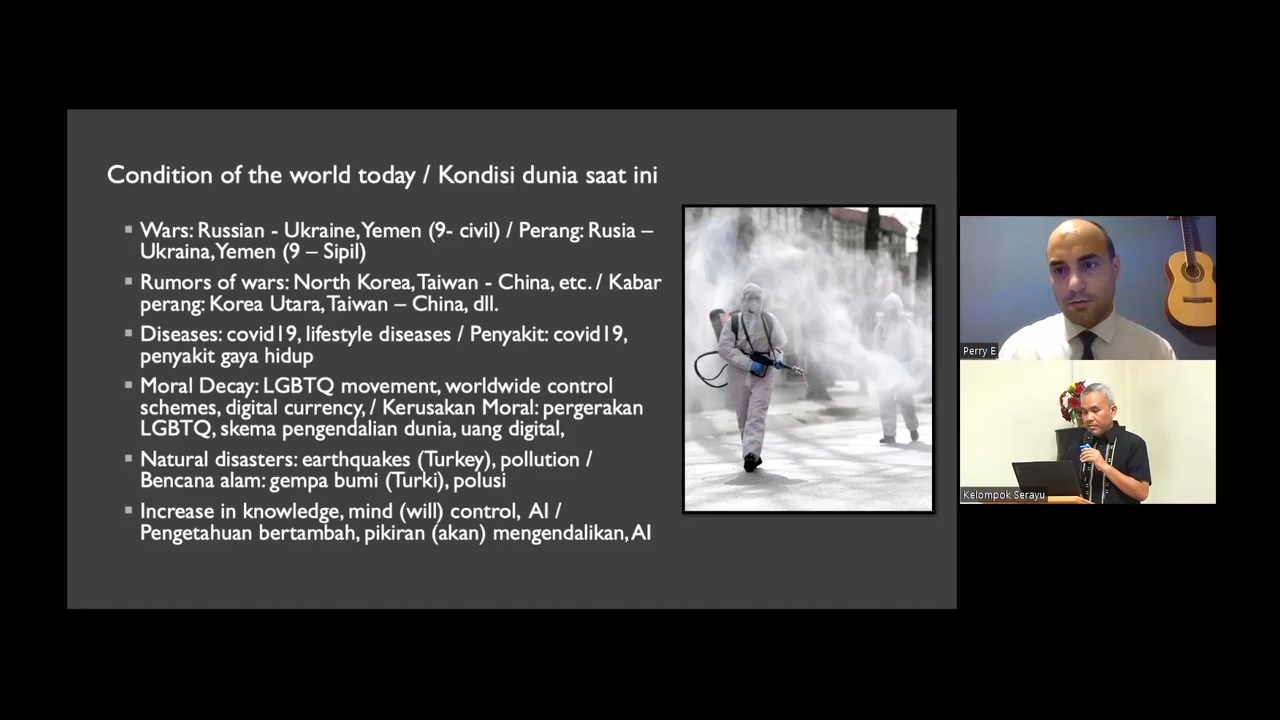 Condition of the world today / Kondisi dunia saat ini
Wars: Russian - Ukraine, Yemen (9- civil) / Perang: Rusia –
Ukraina, Yemen (9 – Sipil)
Rumors of wars: North Korea, Taiwan - China, etc. / Kabar
perang: Korea Utara, Taiwan – China, dll.
Diseases: covid19, lifestyle diseases / Penyakit: covid19,
penyakit gaya hidup
Moral Decay: LGBTQ movement, worldwide control
schemes, digital currency, / Kerusakan Moral: pergerakan
LGBTQ, skema pengendalian dunia, uang digital,
Natural disasters: earthquakes (Turkey), pollution /
Bencana alam: gempa bumi (Turki), polusi
Increase in knowledge, mind (will) control, AI /
Pengetahuan bertambah, pikiran (akan) mengendalikan, AI
Perry E
Kelompok Serayu